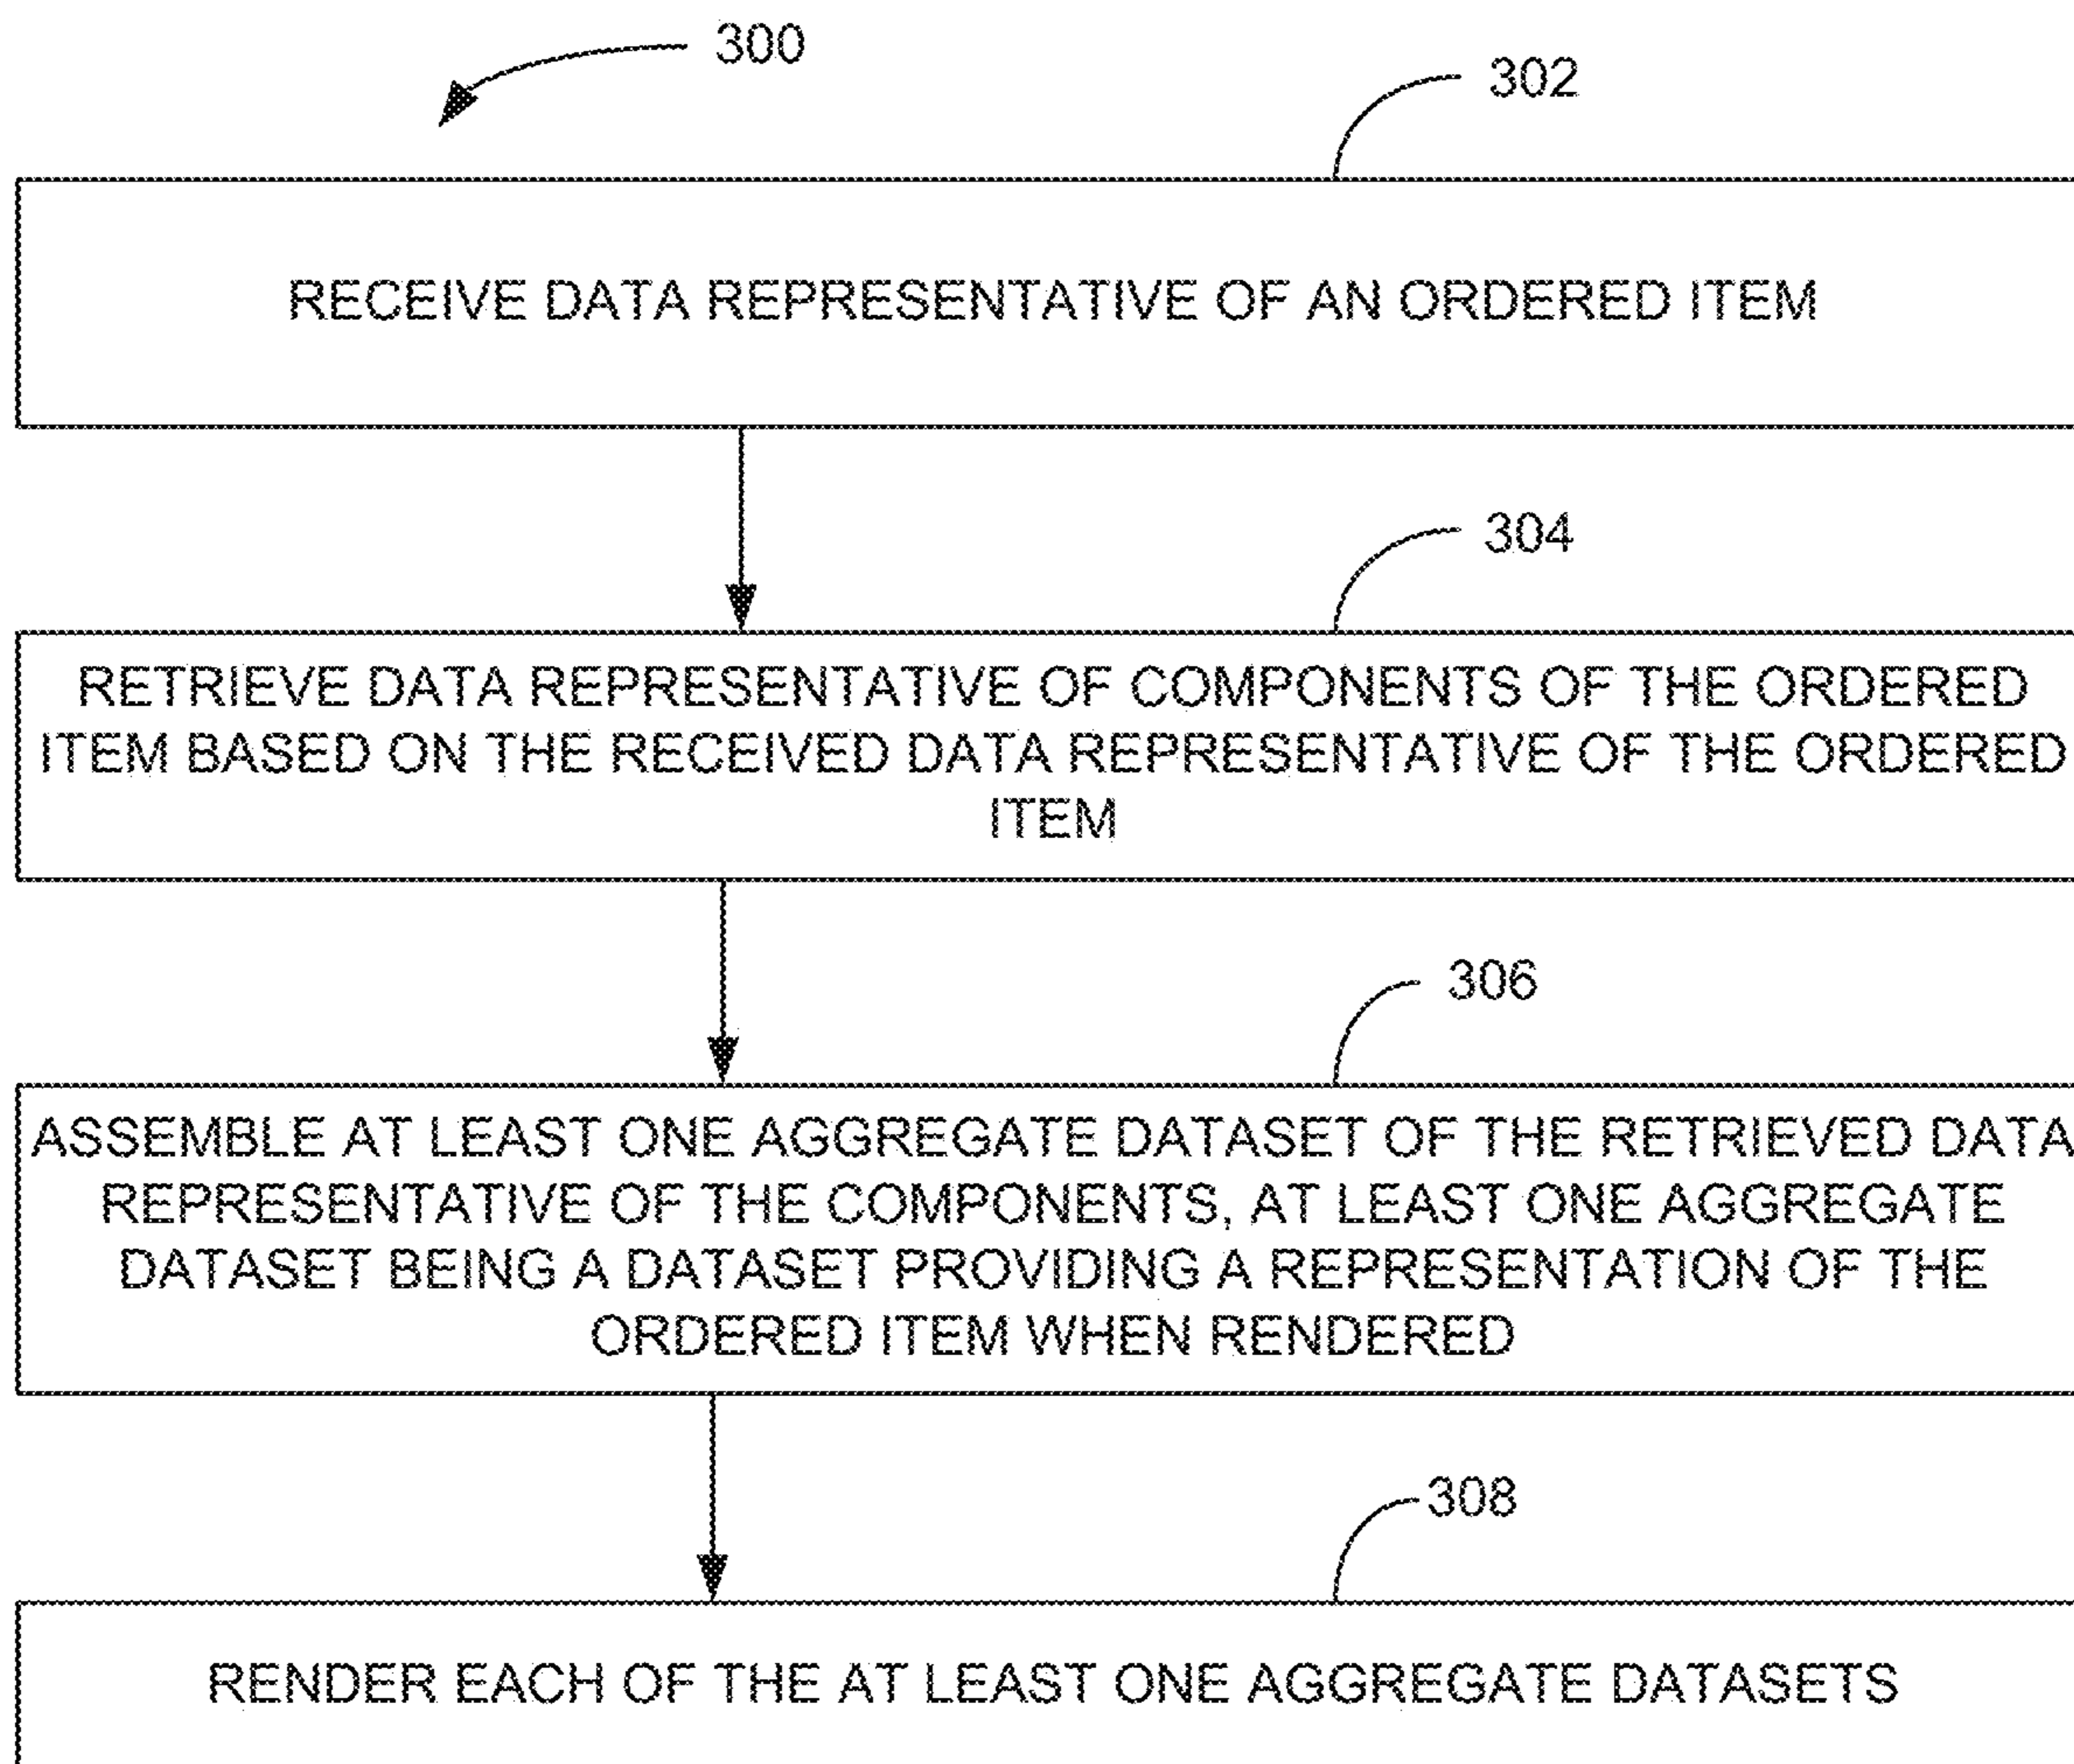 300
302
RECEIVE DATA REPRESENTATIVE OF AN ORDERED ITEM
304
RETRIEVE DATA REPRESENTATIVE OF COMPONENTS OF THE ORDERED
ITEM BASED ON THE RECEIVED DATA REPRESENTATIVE OF THE ORDERED
ITEM
306
ASSEMBLE AT LEAST ONE AGGREGATE DATASET OF THE RETRIEVED DATA
REPRESENTATIVE OF THE COMPONENTS, AT LEAST ONE AGGREGATE
DATASET BEING A DATASET PROVIDING A REPRESENTATION OF THE
ORDERED ITEM WHEN RENDERED
308
RENDER EACH OF THE AT LEAST ONE AGGREGATE DATASETS